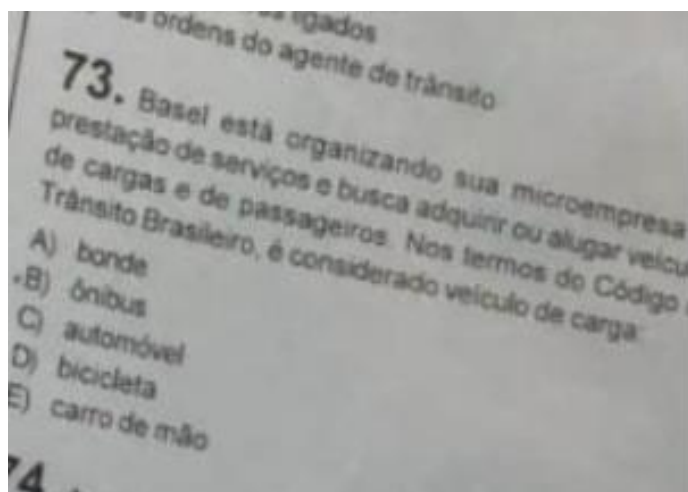 ligados
as ordens do agente de trânsito
73. Basel está organizando sua microempresa
prestação de serviços e busca adquirir ou alugar veícu
de cargas e de passageiros. Nos termos do Código
Trânsito Brasileiro, é considerado veículo de carga:
A) bonde
B) ônibus
C) automóvel
D) bicicleta
E) carro de mão
74.